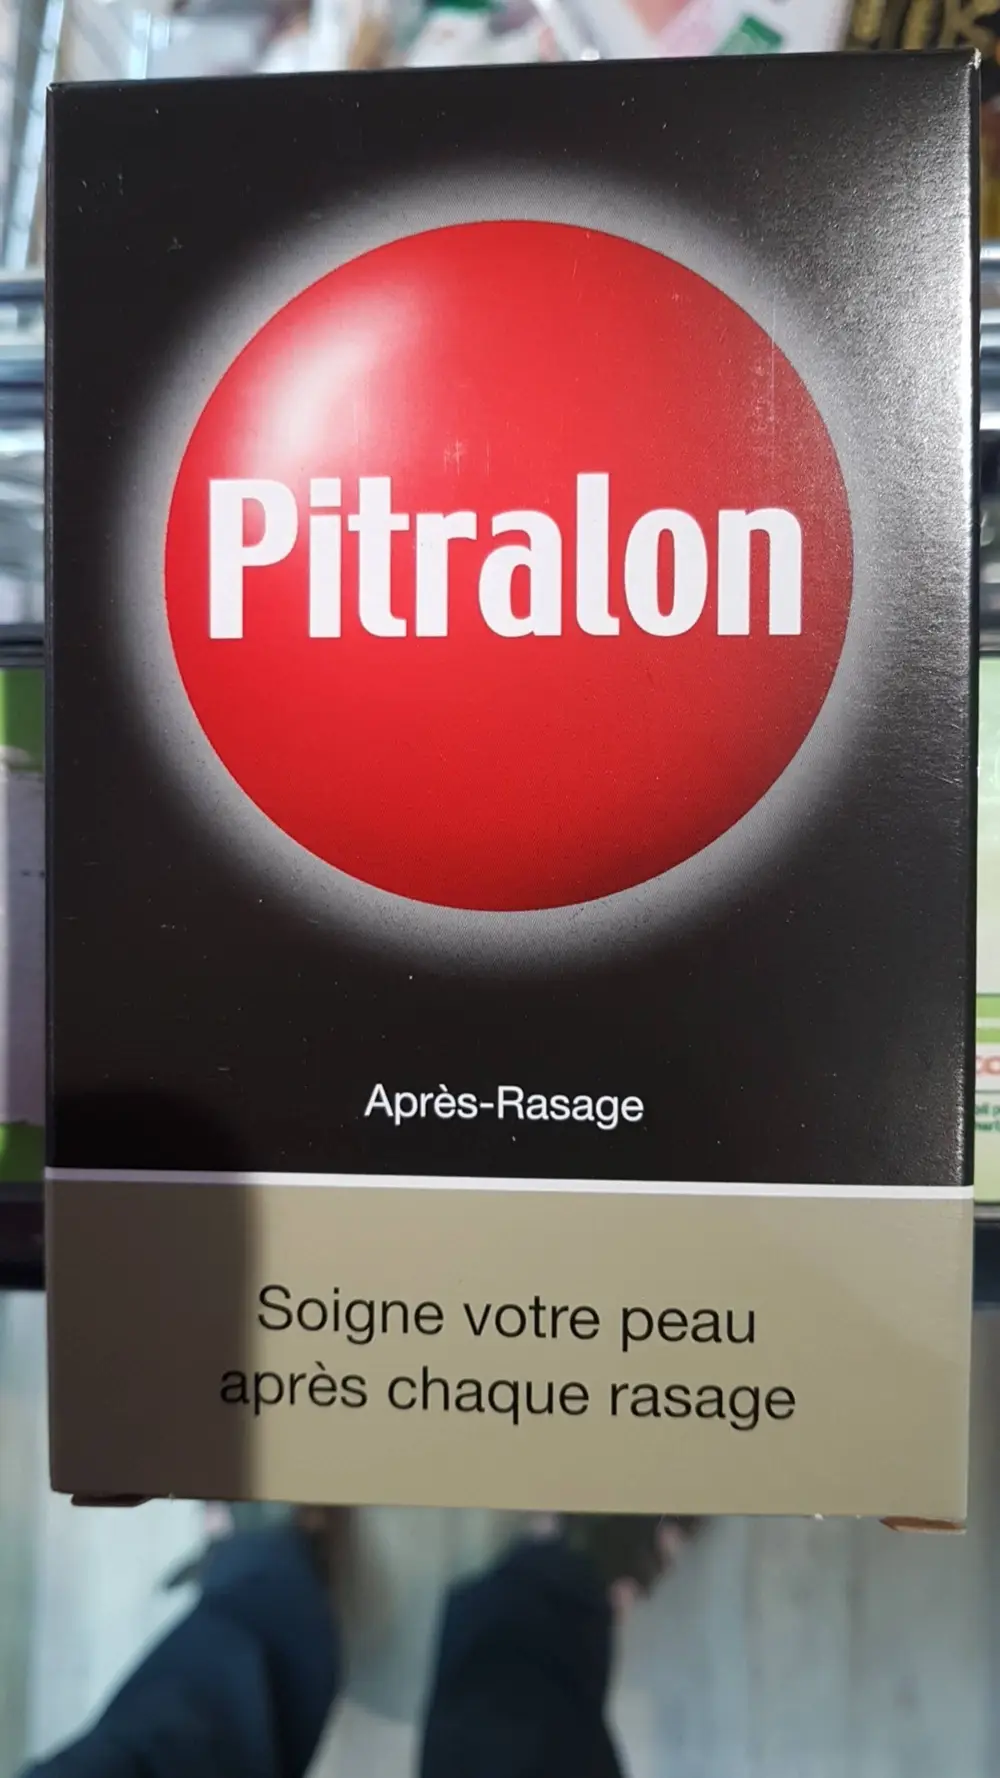 Pitralon
Après-Rasage
Soigne votre peau
après chaque rasage